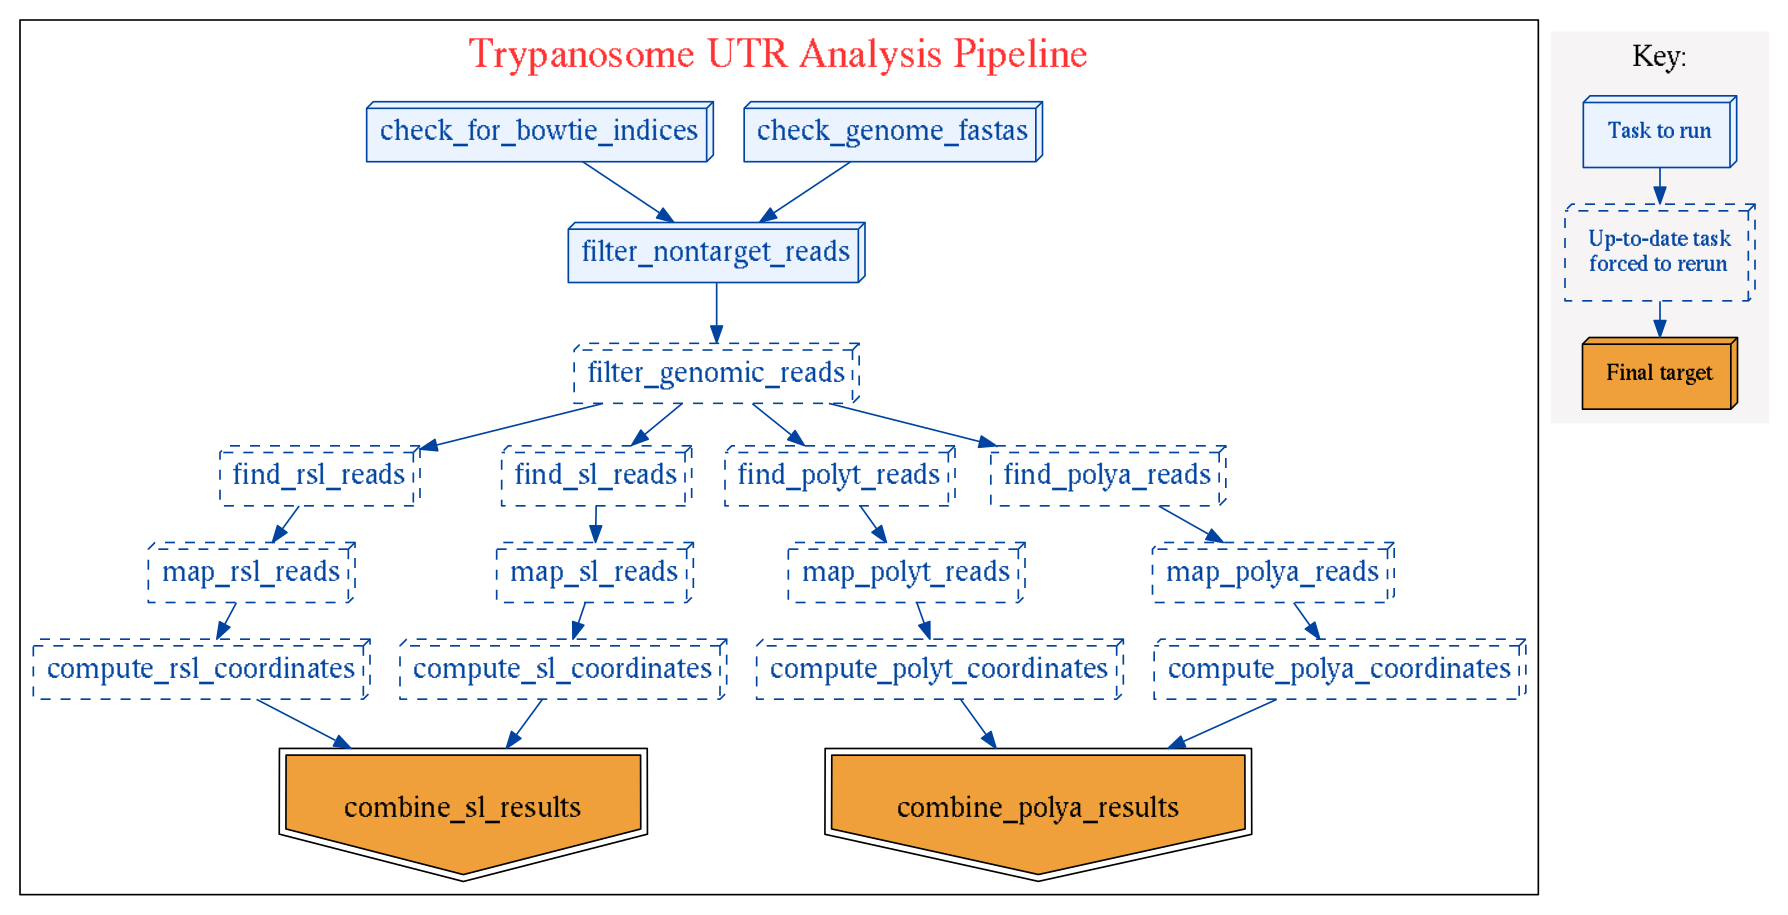 Trypanosome UTR Analysis Pipeline
check_for_bowtie_indices
check_genome_fastas
filter_nontarget_reads
filter_genomic_reads
find_rsl_reads
find_sl_reads
find_polyt_reads
find_polya_reads
map_rsl_reads
map_sl_reads
map_polyt_reads
map_polya_reads
compute_rsl_coordinates
compute_sl_coordinates
compute_polyt_coordinates
compute_polya_coordinates
combine_sl_results
combine_polya_results
Key:
Task to run
Up-to-date task
forced to rerun
Final target